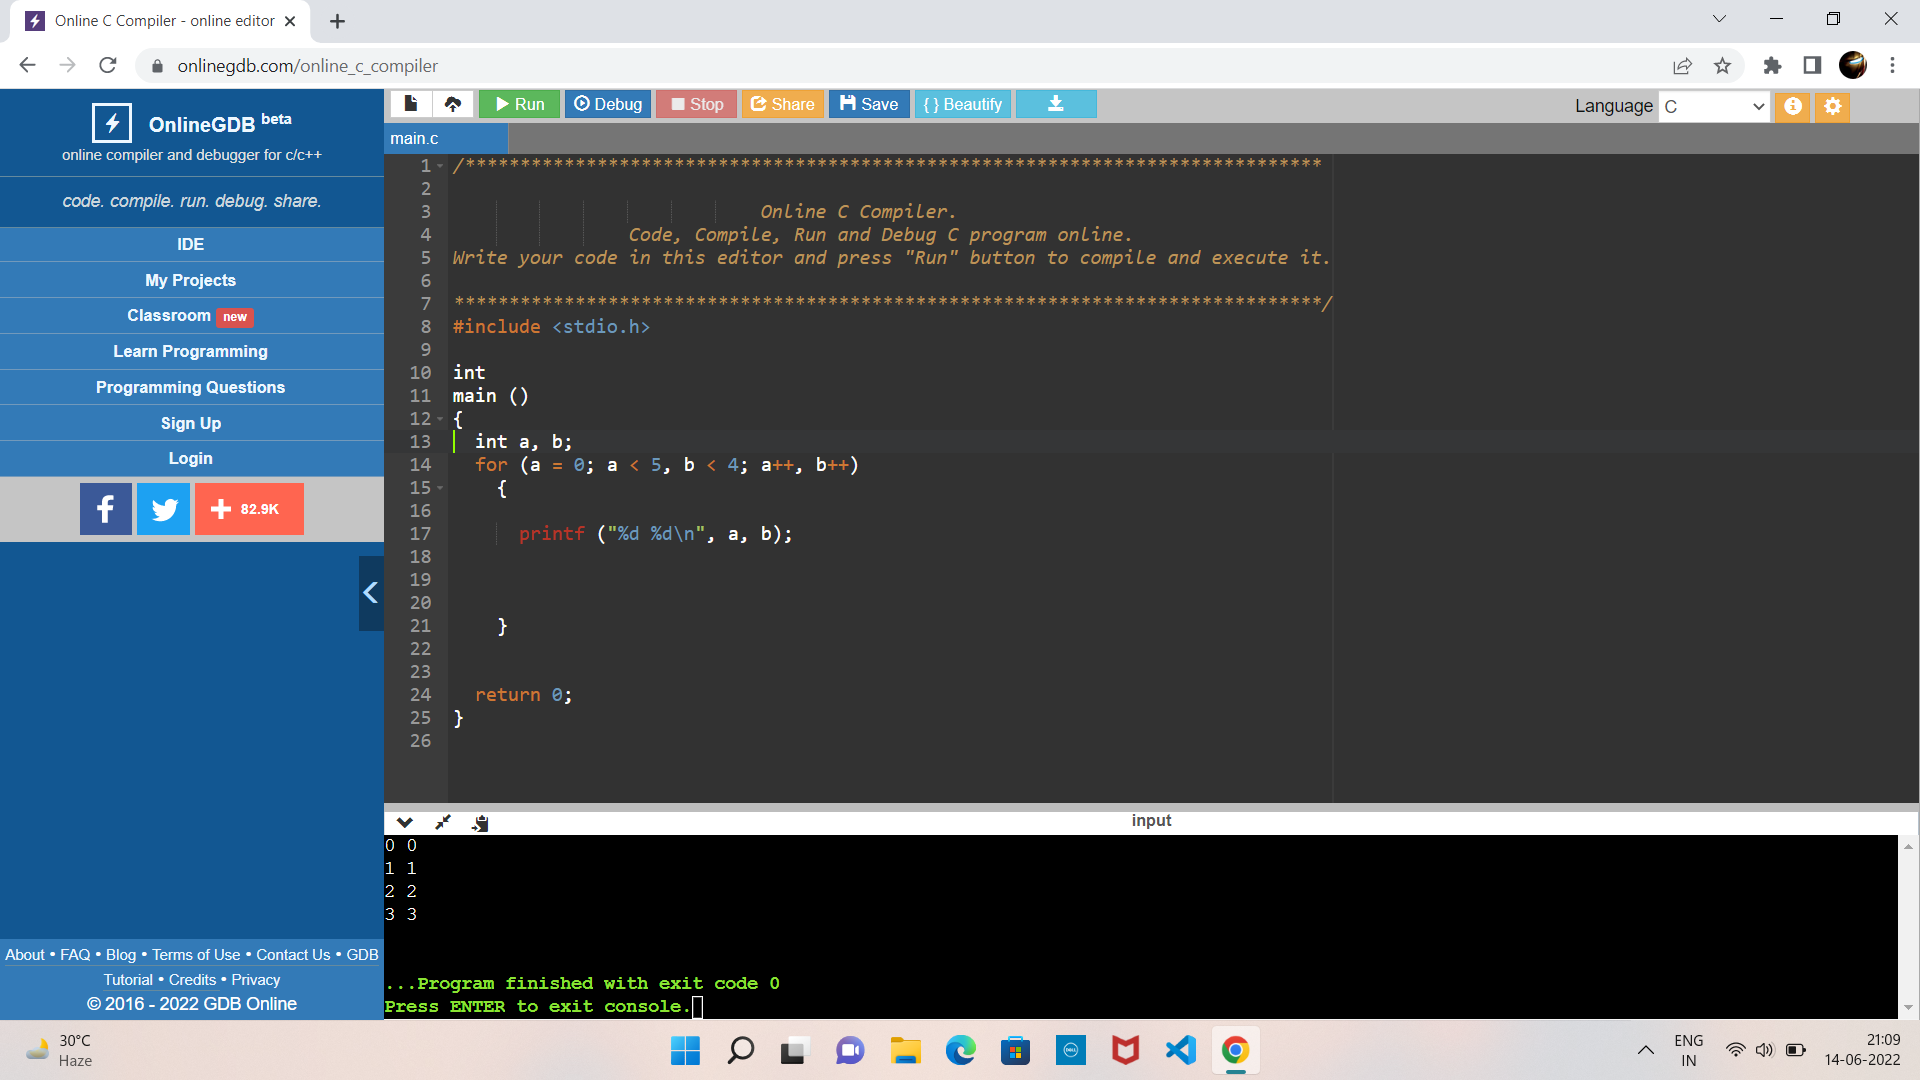 Online C Compiler - online editor
onlinegdb.com/online_c_compiler
OnlineGDB beta
online compiler and debugger for c/c++
code. compile. run. debug. share.
IDE
My Projects
Classroom new
Learn Programming
Programming Questions
Sign Up
Login
82.9K
About • FAQ • Blog • Terms of Use • Contact Us • GDB
Tutorial • Credits • Privacy
© 2016 - 2022 GDB Online
Run Debug Stop Share Save { } Beautify
Language C
main.c
1 /******************************************************************************
2
3 Online C Compiler.
4 Code, Compile, Run and Debug C program online.
5 Write your code in this editor and press "Run" button to compile and execute it.
6
7 *******************************************************************************/
8 #include <stdio.h>
9
10 int
11 main ()
12 {
13 int a, b;
14 for (a = 0; a < 5, b < 4; a++, b++)
15 {
16
17 printf ("%d %d\n", a, b);
18
19
20
21 }
22
23
24 return 0;
25 }
26
input
0 0
1 1
2 2
3 3
...Program finished with exit code 0
Press ENTER to exit console.
30°C
Haze
ENG
IN
21:09
14-06-2022